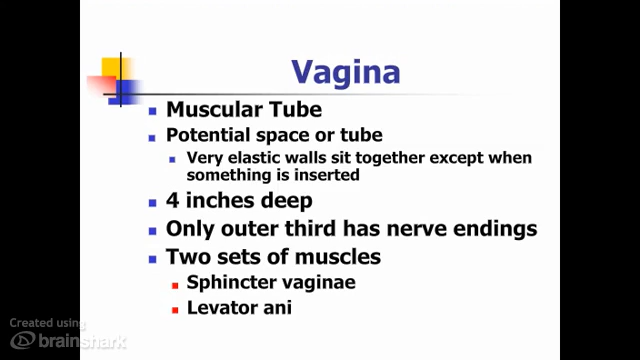 Vagina
Muscular Tube
Potential space or tube
Very elastic walls sit together except when
something is inserted
4 inches deep
Only outer third has nerve endings
Two sets of muscles
Sphincter vaginae
Levator ani
Created using
brainshark